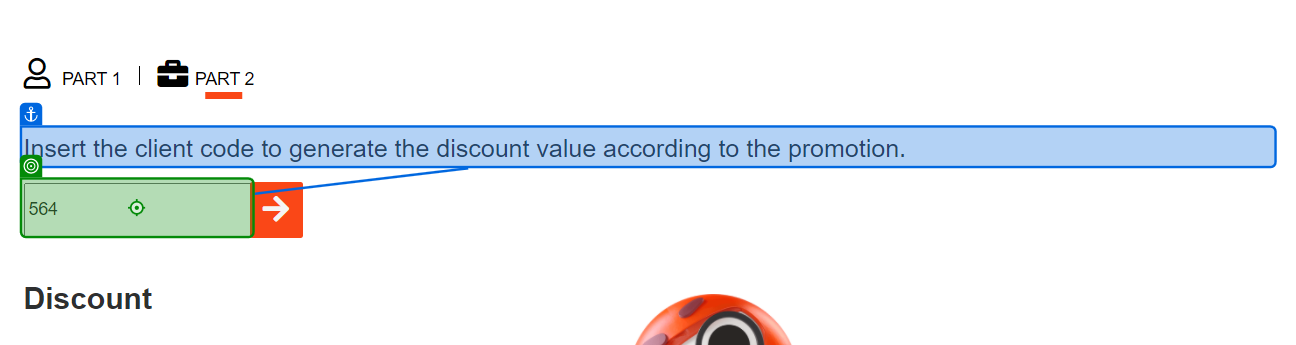 PART 1 | PART 2
Insert the client code to generate the discount value according to the promotion.
564
Discount